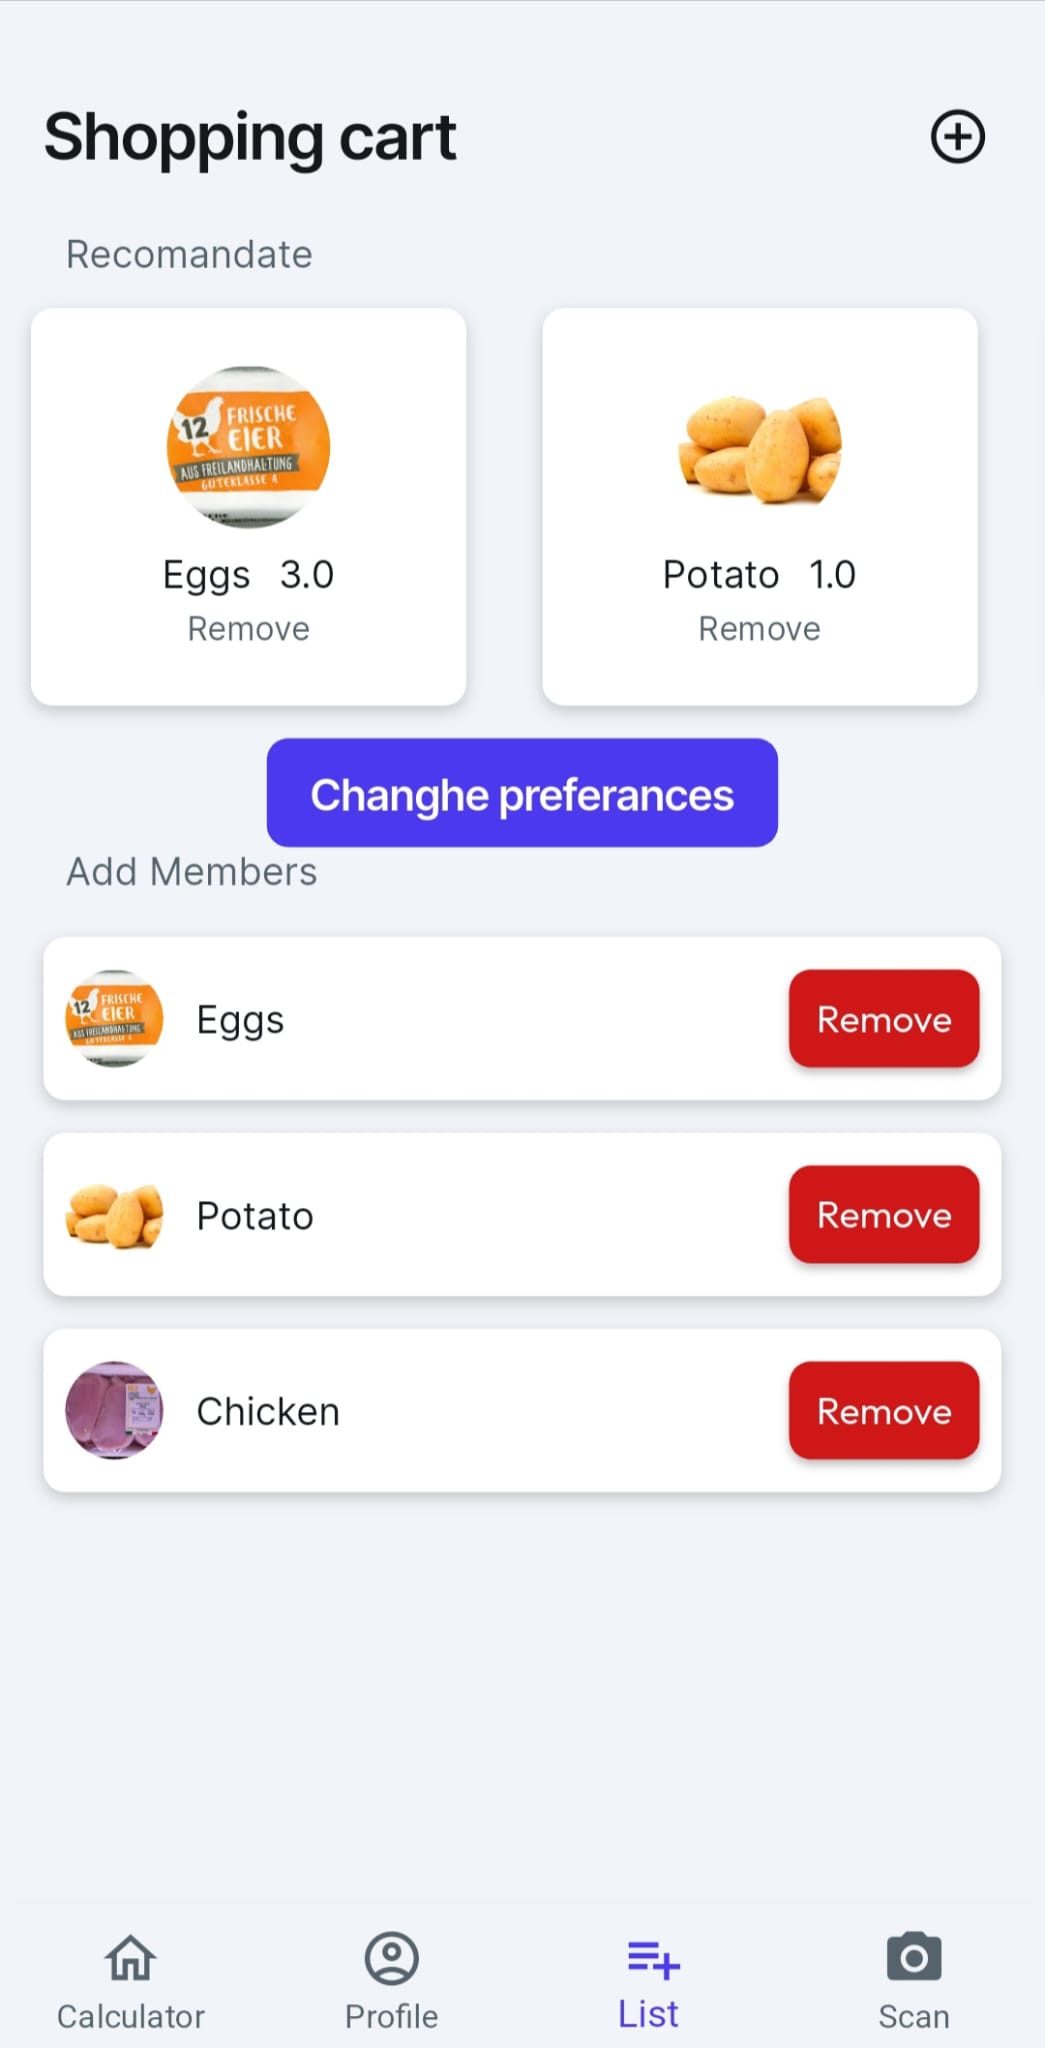 Shopping cart
Recomandate
12 FRISCHE
EIER
AUS FREILANDHALTUNG
GÜTEKLASSE A
Eggs 3.0
Remove
Potato 1.0
Remove
Changhe preferances
Add Members
12 FRISCHE
EIER
AUS FREILANDHALTUNG
GÜTEKLASSE A
Eggs
Remove
Potato
Remove
Chicken
Remove
Calculator
Profile
List
Scan